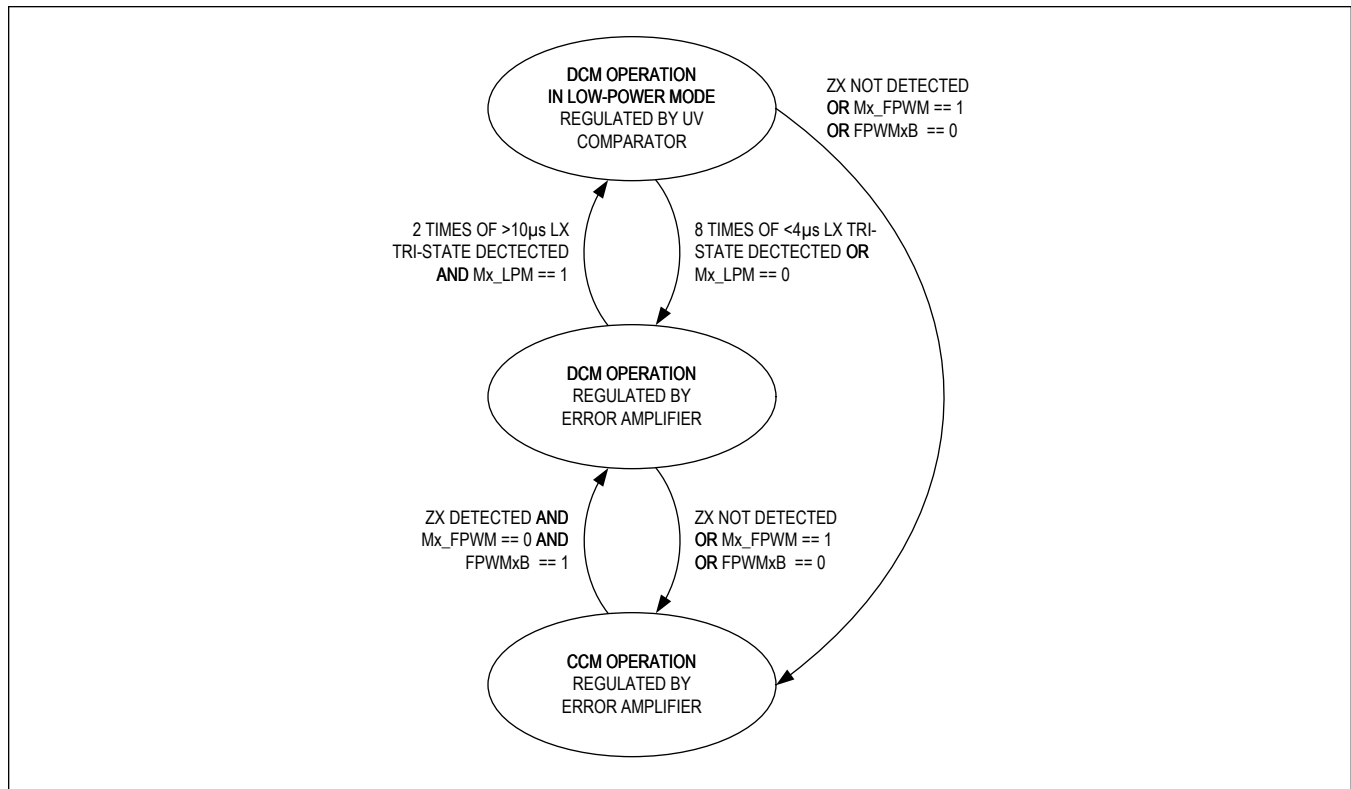 DCM OPERATION
IN LOW-POWER MODE
REGULATED BY UV
COMPARATOR
ZX NOT DETECTED
OR Mx_FPWM == 1
OR FPWMxB == 0
2 TIMES OF >10µs LX
TRI-STATE DECTECTED
AND Mx_LPM == 1
8 TIMES OF <4µs LX TRI-
STATE DECTECTED OR
Mx_LPM == 0
DCM OPERATION
REGULATED BY
ERROR AMPLIFIER
ZX DETECTED AND
Mx_FPWM == 0 AND
FPWMxB == 1
ZX NOT DETECTED
OR Mx_FPWM == 1
OR FPWMxB == 0
CCM OPERATION
REGULATED BY
ERROR AMPLIFIER